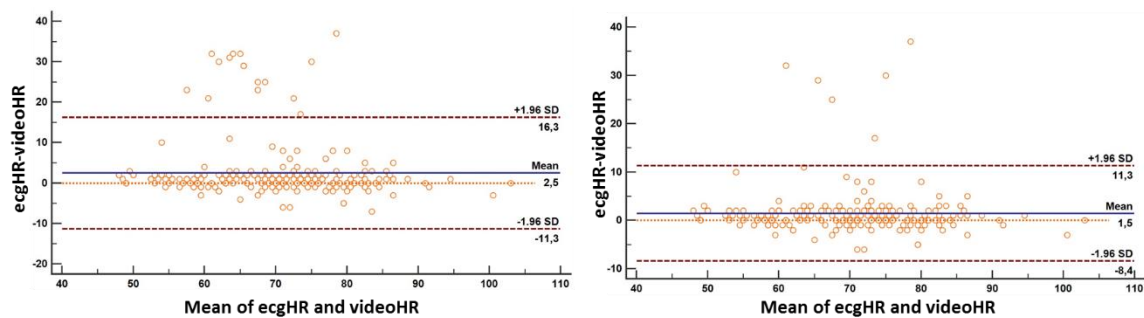 40
30
20
10
0
-10
-20
ecgHR-videoHR
+1.96 SD
16,3
Mean
2,5
-1.96 SD
-11,3
40 50 60 70 80 90 100 110
Mean of ecgHR and videoHR
40
30
20
10
0
-10
ecgHR-videoHR
+1.96 SD
11,3
Mean
1,5
-1.96 SD
-8,4
40 50 60 70 80 90 100 110
Mean of ecgHR and videoHR